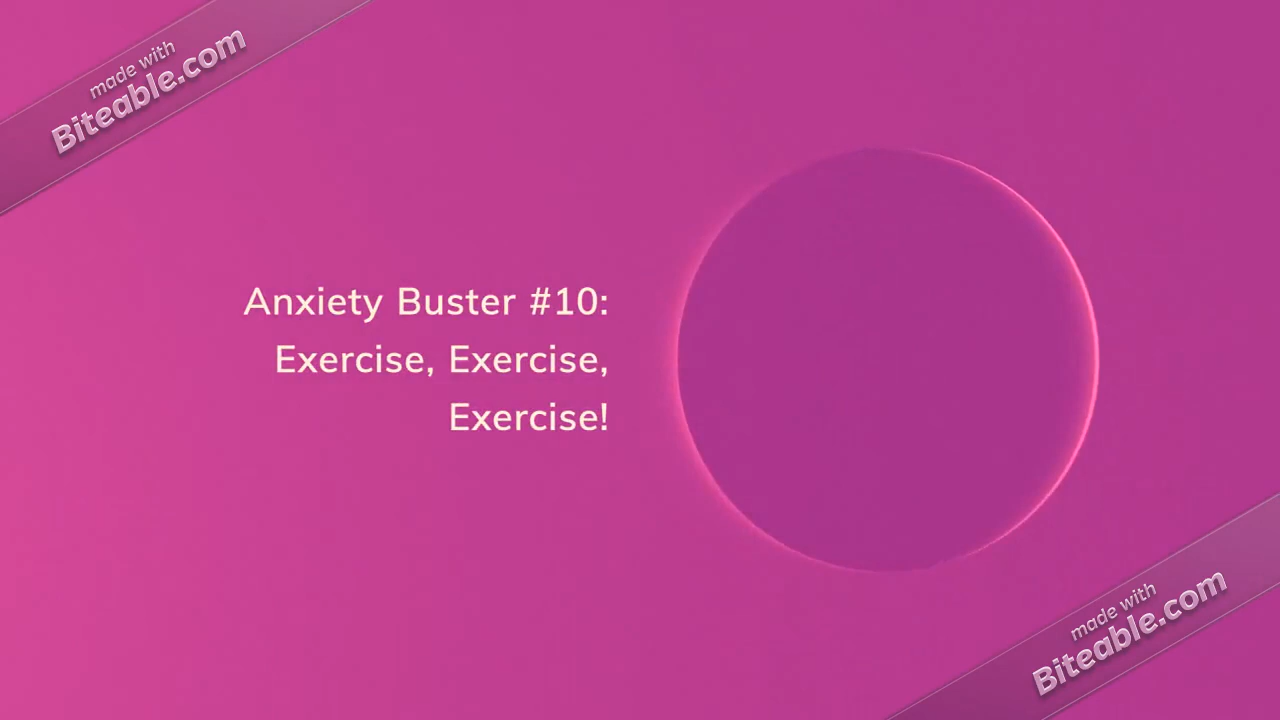 made with
Biteable.com
Anxiety Buster #10:
Exercise, Exercise,
Exercise!
made with
Biteable.com